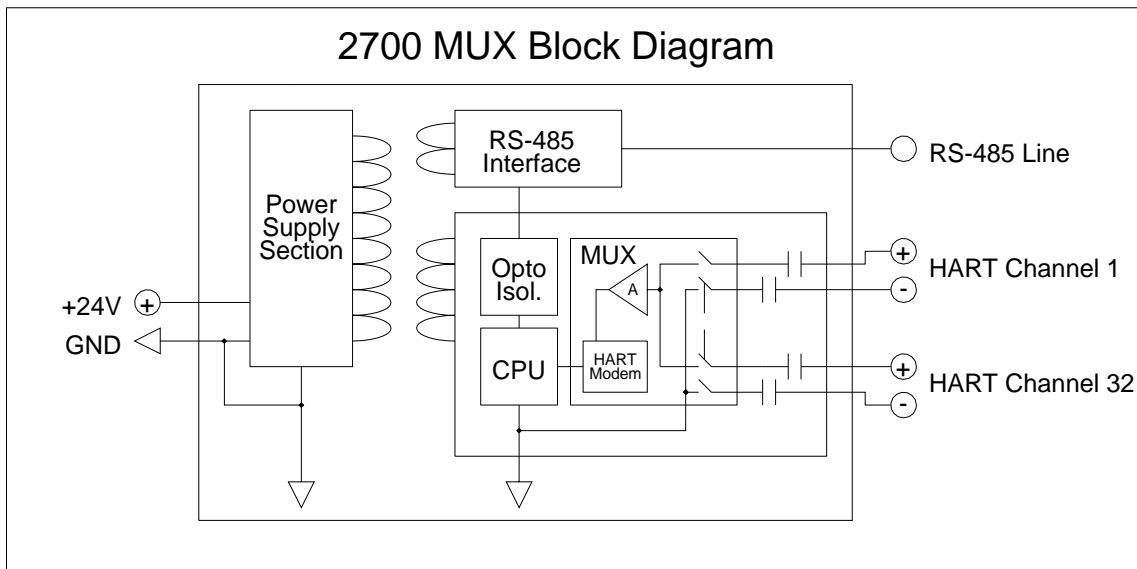 2700 MUX Block Diagram
RS-485
Interface
RS-485 Line
Power
Supply
Section
Opto
Isol.
MUX
A
+
-
HART Channel 1
+24V
+
GND
CPU
HART
Modem
+
-
HART Channel 32